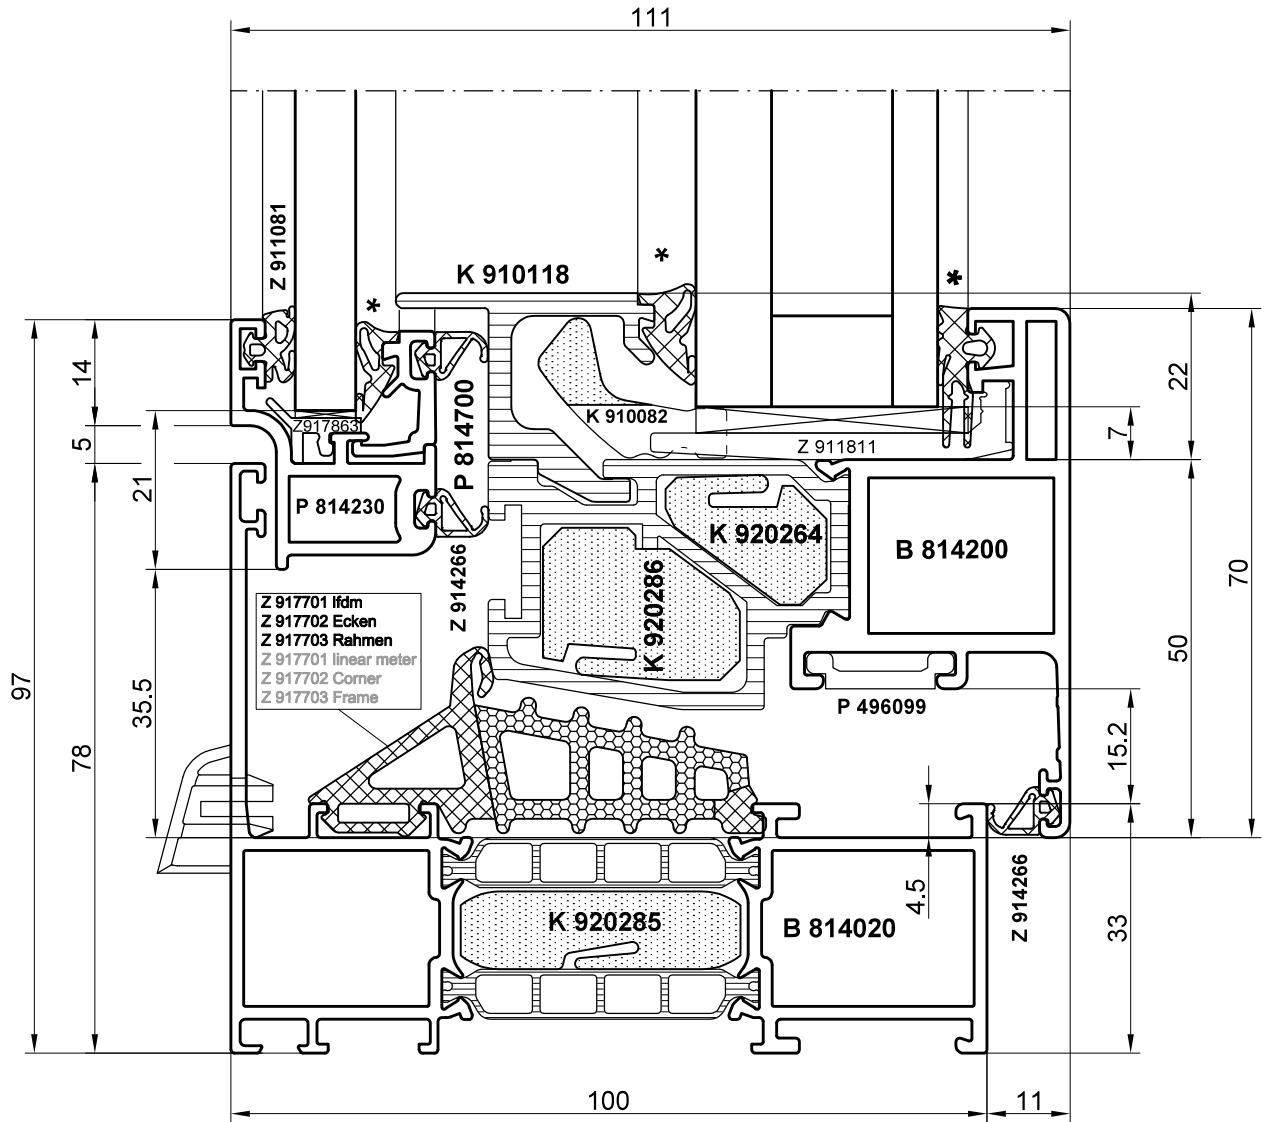 111
Z 911081
*
K 910118
*
*
14
5
21
35.5
97
78
Z917863
P 814230
P 814700
K 910082
Z 911811
22
7
70
50
K 920264
B 814200
K 920286
Z 914266
Z 917701 lfdm
Z 917702 Ecken
Z 917703 Rahmen
Z 917701 linear meter
Z 917702 Corner
Z 917703 Frame
P 496099
15.2
4.5
33
Z 914266
K 920285
B 814020
100
11